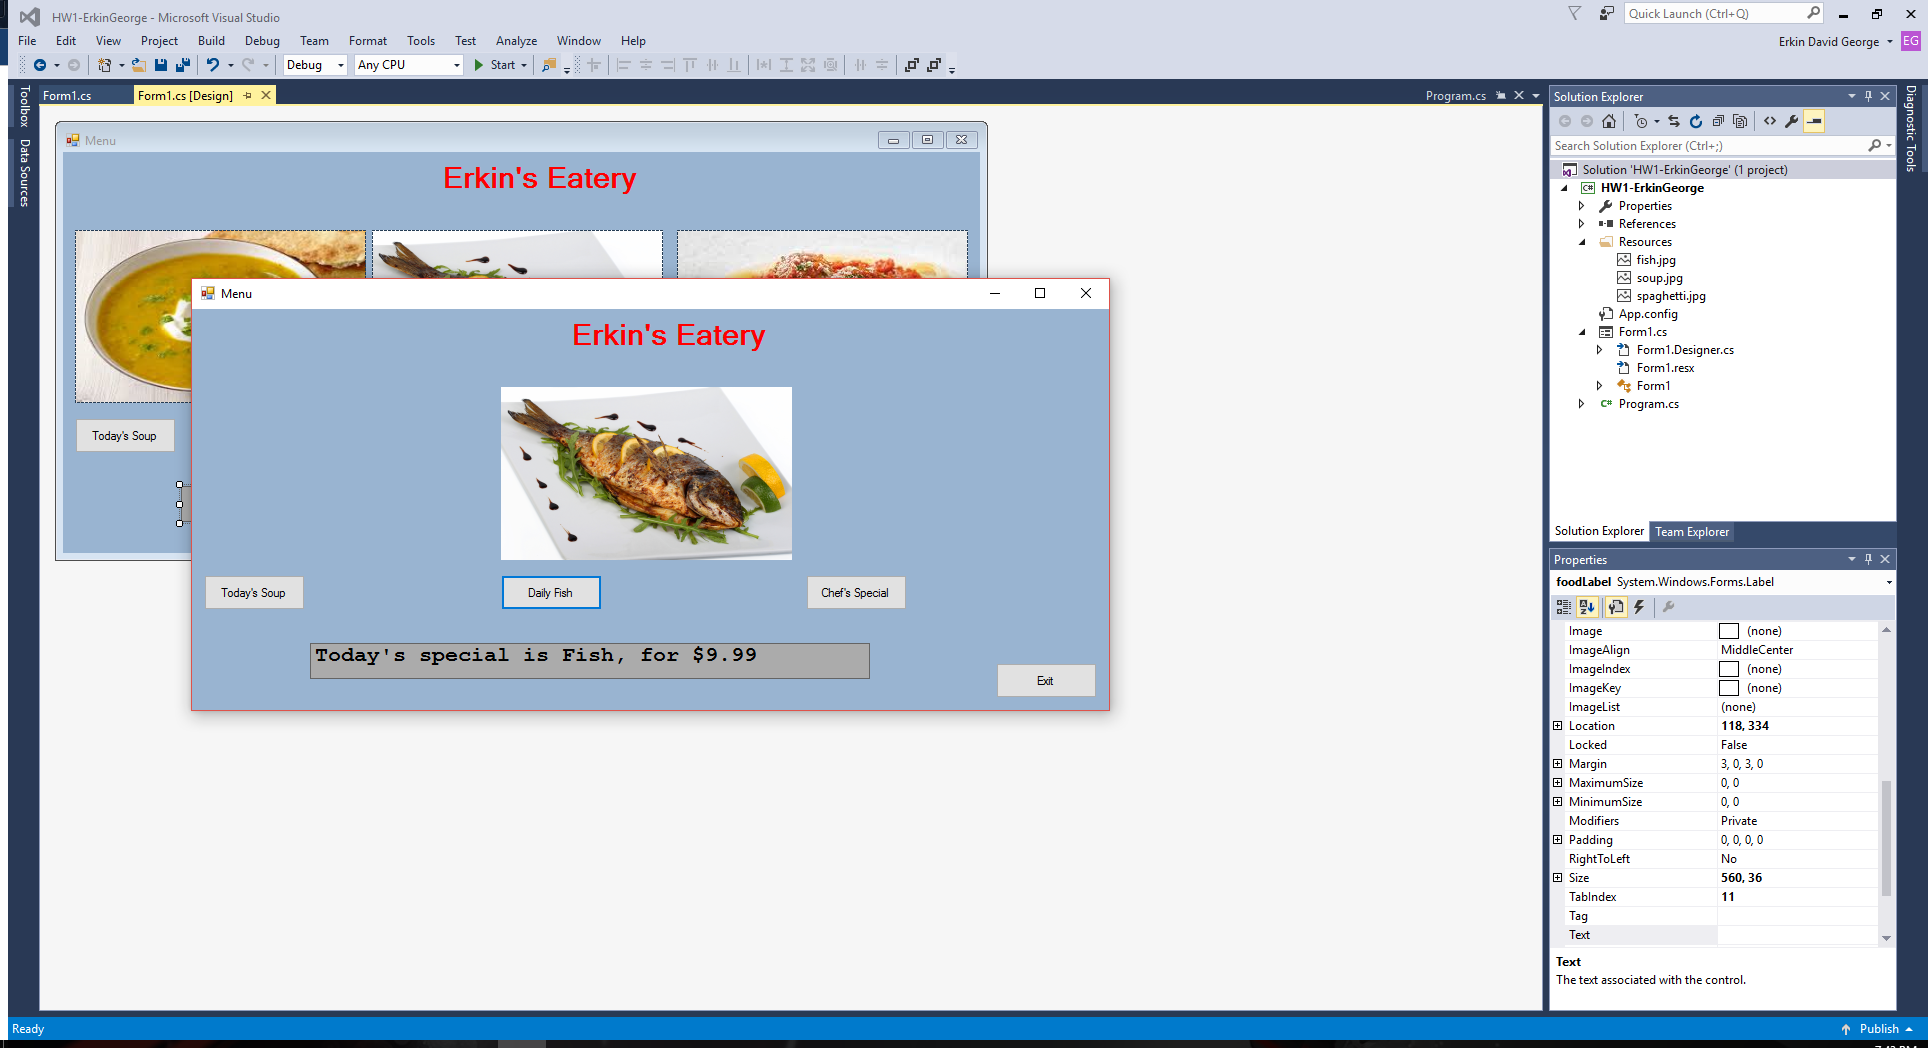 HW1-ErkinGeorge - Microsoft Visual Studio
Quick Launch (Ctrl+Q)
File Edit View Project Build Debug Team Format Tools Test Analyze Window Help
Erkin David George EG
Debug Any CPU Start
Toolbox
Data Sources
Form1.cs Form1.cs [Design] Program.cs
Menu
Erkin's Eatery
Today's Soup
Menu
Erkin's Eatery
Today's Soup Daily Fish Chef's Special
Today's special is Fish, for $9.99
Exit
Solution Explorer
Search Solution Explorer (Ctrl+;)
Solution 'HW1-ErkinGeorge' (1 project)
C# HW1-ErkinGeorge
Properties
References
Resources
fish.jpg
soup.jpg
spaghetti.jpg
App.config
Form1.cs
Form1.Designer.cs
Form1.resx
Form1
C# Program.cs
Solution Explorer Team Explorer
Diagnostic Tools
Properties
foodLabel System.Windows.Forms.Label
Image (none)
ImageAlign MiddleCenter
ImageIndex (none)
ImageKey (none)
ImageList (none)
Location 118, 334
Locked False
Margin 3, 0, 3, 0
MaximumSize 0, 0
MinimumSize 0, 0
Modifiers Private
Padding 0, 0, 0, 0
RightToLeft No
Size 560, 36
TabIndex 11
Tag
Text
Text
The text associated with the control.
Ready
Publish